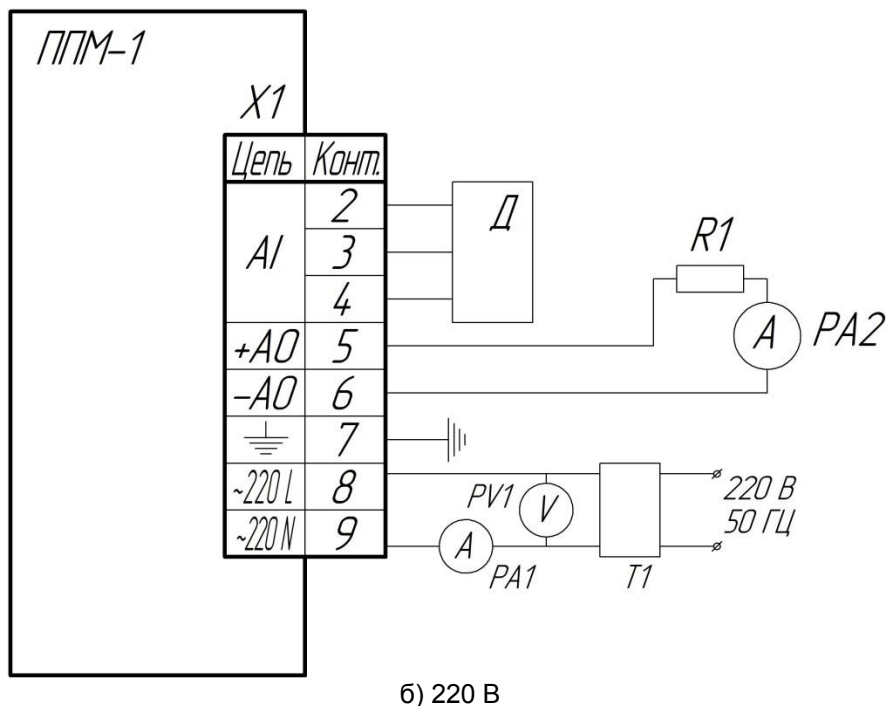 ППМ-1
X1
Цепь Конт.
AI 2
3
4
+AO 5
-AO 6
7
~220 L 8
~220 N 9
Д
R1
A PA2
PV1 V
A PA1
T1
220 В
50 ГЦ
б) 220 В